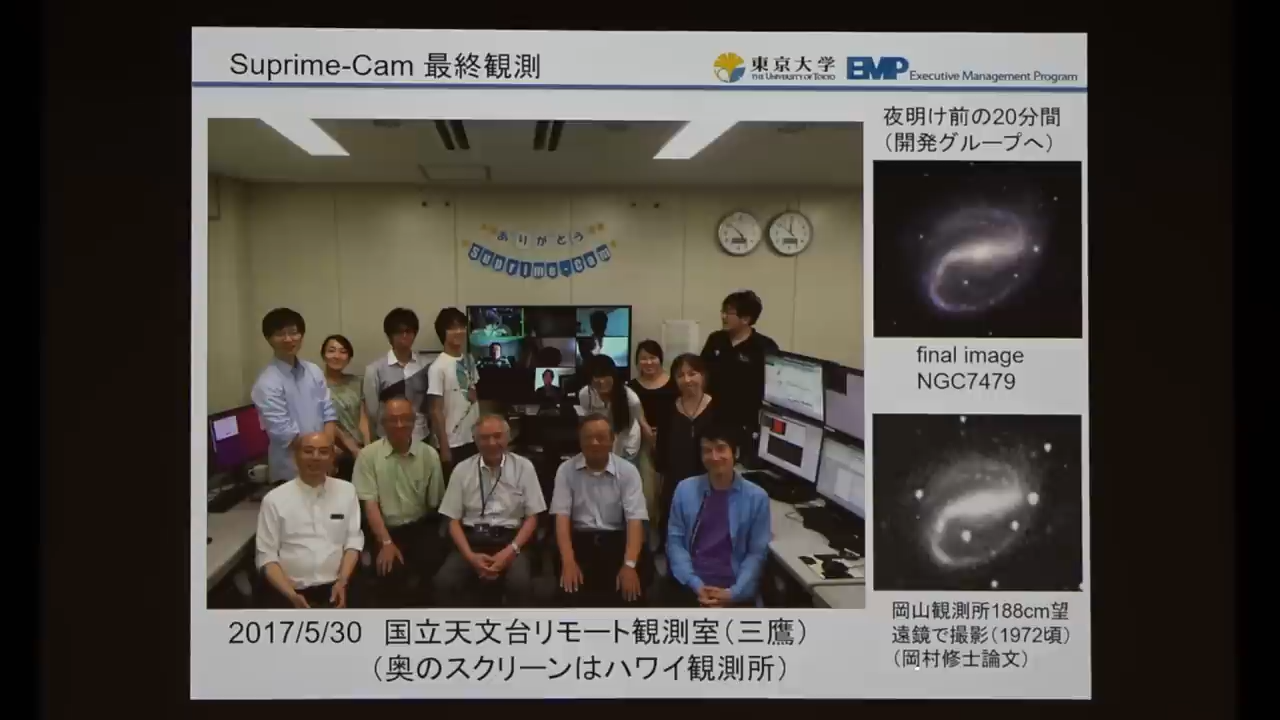 Suprime-Cam 最終観測
東京大学
THE UNIVERSITY OF TOKYO
EMP Executive Management Program
夜明け前の20分間
（開発グループへ）
ありがとう
Suprime-Cam
final image
NGC7479
岡山観測所188cm望
遠鏡で撮影（1972頃）
（岡村修士論文）
2017/5/30 国立天文台リモート観測室（三鷹）
（奥のスクリーンはハワイ観測所）